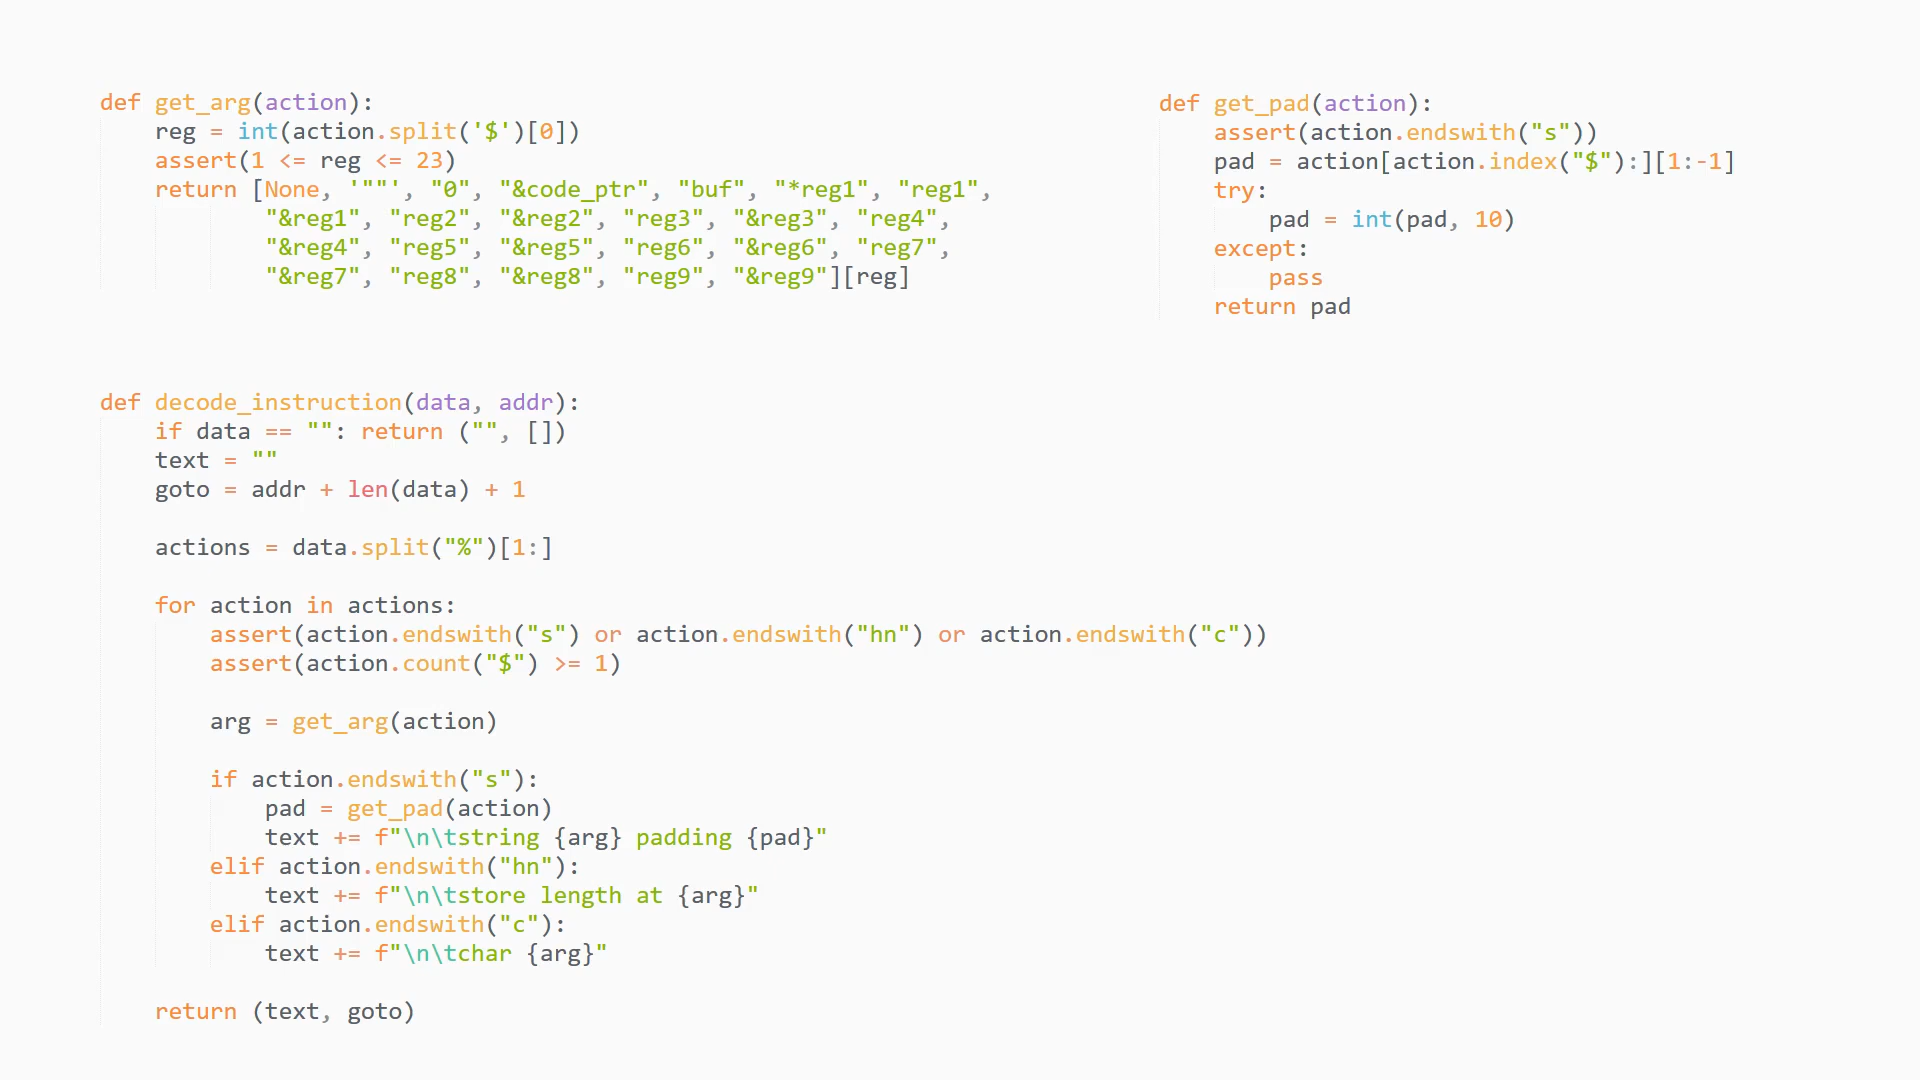 def get_arg(action):
    reg = int(action.split('$')[0])
    assert(1 <= reg <= 23)
    return [None, '""', "0", "&code_ptr", "buf", "*reg1", "reg1",
            "&reg1", "reg2", "&reg2", "reg3", "&reg3", "reg4",
            "&reg4", "reg5", "&reg5", "reg6", "&reg6", "reg7",
            "&reg7", "reg8", "&reg8", "reg9", "&reg9"][reg]
def get_pad(action):
    assert(action.endswith("s"))
    pad = action[action.index("$"):][1:-1]
    try:
        pad = int(pad, 10)
    except:
        pass
    return pad
def decode_instruction(data, addr):
    if data == "": return ("", [])
    text = ""
    goto = addr + len(data) + 1
    actions = data.split("%")[1:]
    for action in actions:
        assert(action.endswith("s") or action.endswith("hn") or action.endswith("c"))
        assert(action.count("$") >= 1)
        arg = get_arg(action)
        if action.endswith("s"):
            pad = get_pad(action)
            text += f"\n\tstring {arg} padding {pad}"
        elif action.endswith("hn"):
            text += f"\n\tstore length at {arg}"
        elif action.endswith("c"):
            text += f"\n\tchar {arg}"
    return (text, goto)